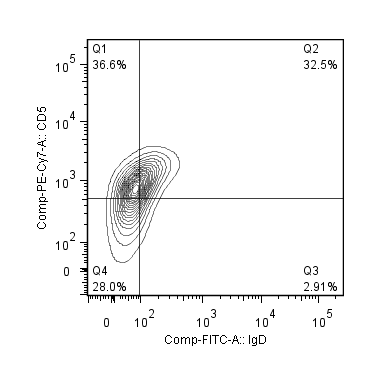 Q1
36.6%
Q2
32.5%
10^5
10^4
10^3
10^2
0
Comp-PE-Cy7-A:: CD5
Q4
28.0%
Q3
2.91%
0 10^2 10^3 10^4 10^5
Comp-FITC-A:: IgD